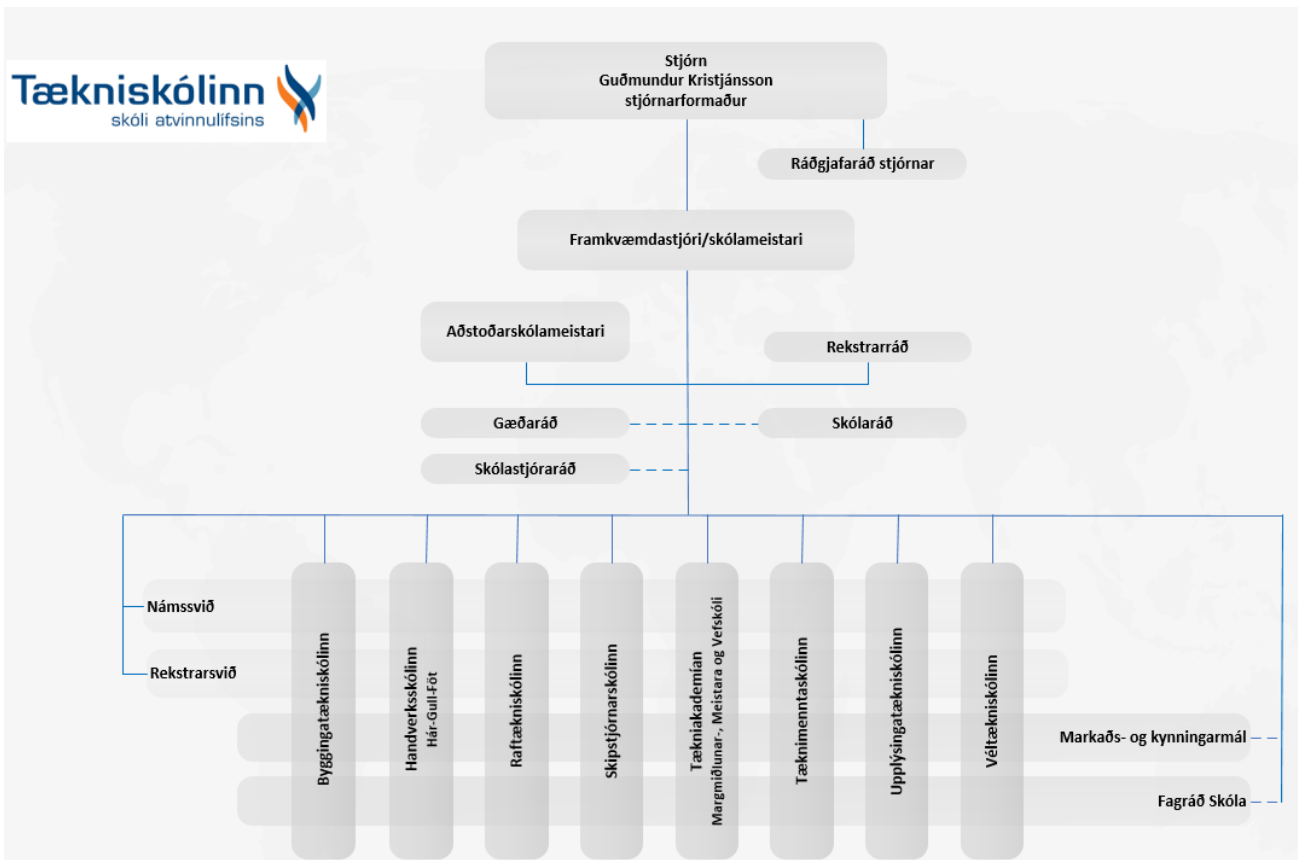 Tækniskólinn
skóli atvinnulífsins
Stjórn
Guðmundur Kristjánsson
stjórnarformaður
Ráðgjafaráð stjórnar
Framkvæmdastjóri/skólameistari
Aðstoðarskólameistari
Rekstrarráð
Gæðaráð
Skólaráð
Skólastjóraráð
Námssvið
Rekstrarsvið
Byggingatækniskólinn
Handverksskólinn
Hár-Gull-Föt
Raftækniskólinn
Skipstjórnarskólinn
Tækniakademían
Margmiðlunar-, Meistara og Vefskóli
Tæknimenntaskólinn
Upplýsingatækniskólinn
Véltækniskólinn
Markaðs- og kynningarmál
Fagráð Skóla